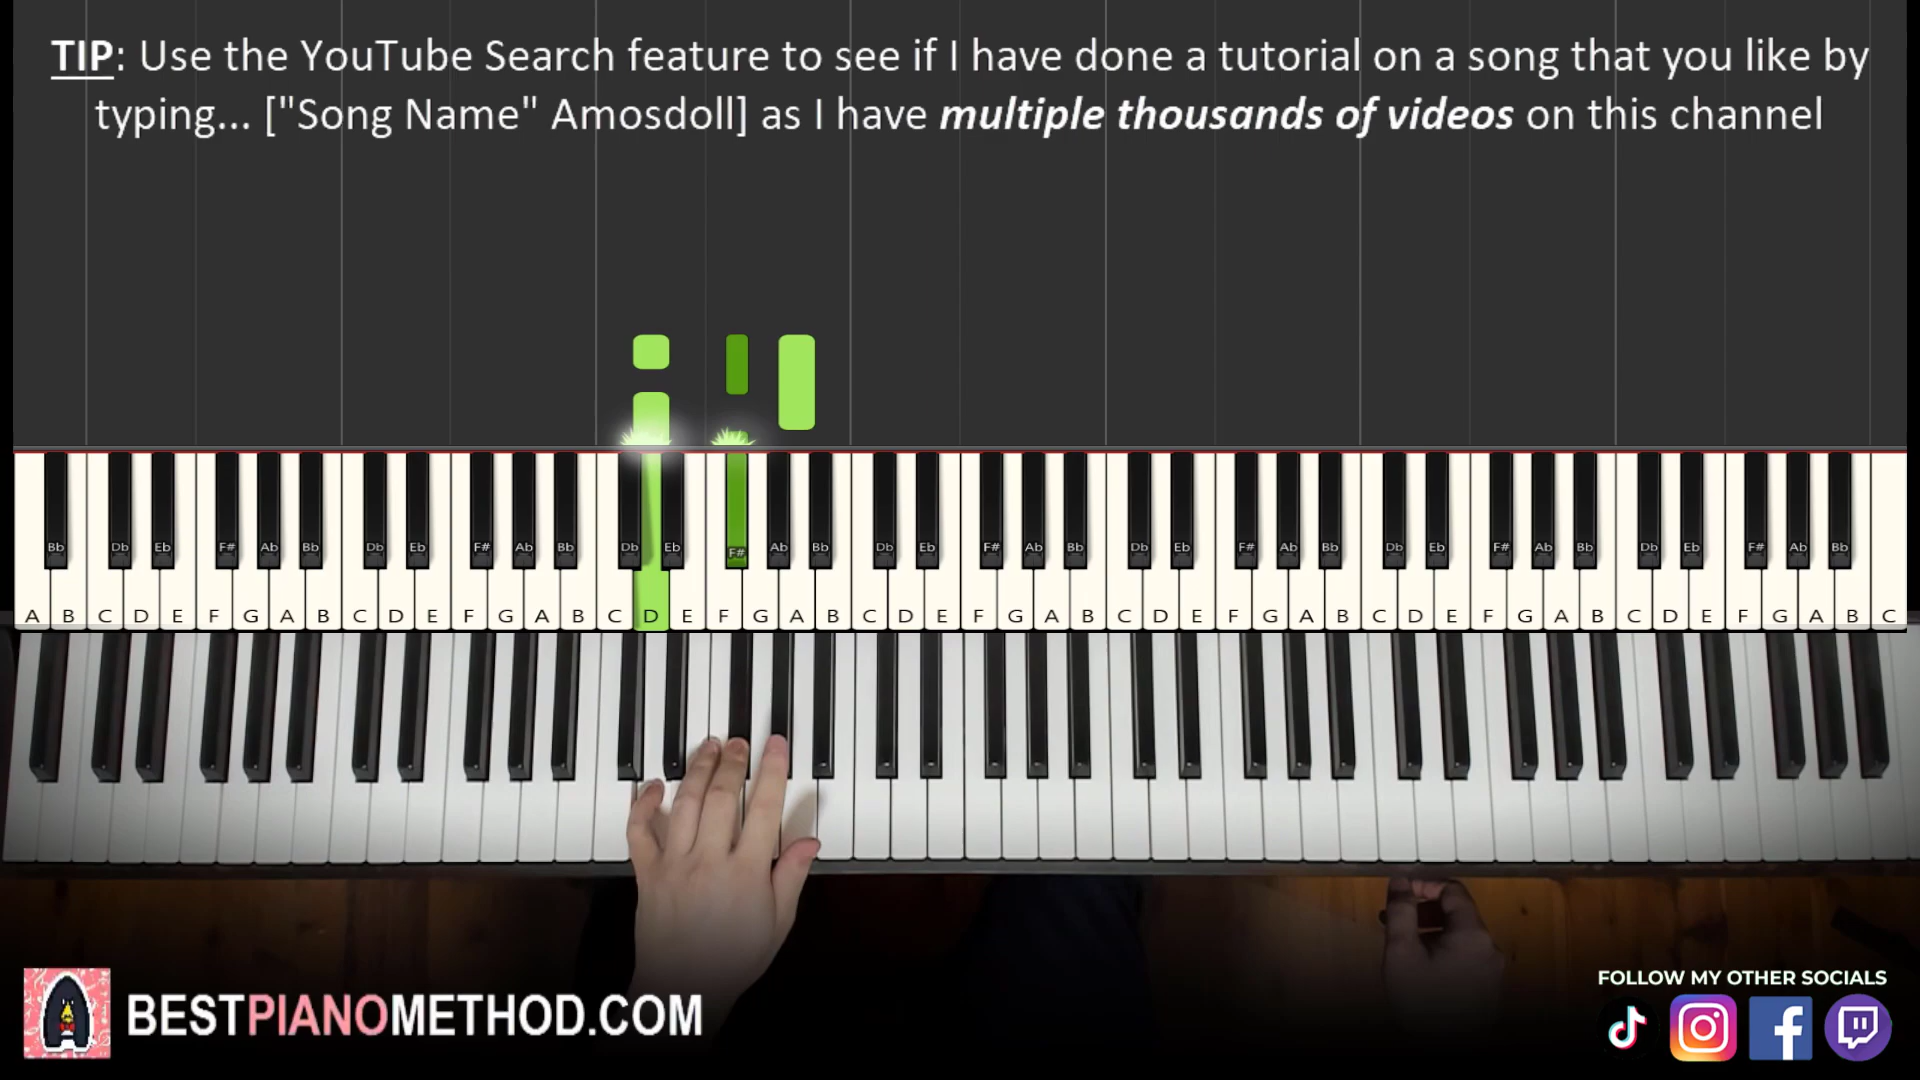 TIP: Use the YouTube Search feature to see if I have done a tutorial on a song that you like by
typing... ["Song Name" Amosdoll] as I have multiple thousands of videos on this channel
Bb Db Eb F# Ab Bb Db Eb F# Ab Bb Db Eb F# Ab Bb Db Eb F# Ab Bb Db Eb F# Ab Bb Db Eb F# Ab Bb Db Eb F# Ab Bb
A B C D E F G A B C D E F G A B C D E F G A B C D E F G A B C D E F G A B C D E F G A B C D E F G A B C
FOLLOW MY OTHER SOCIALS
BESTPIANOMETHOD.COM